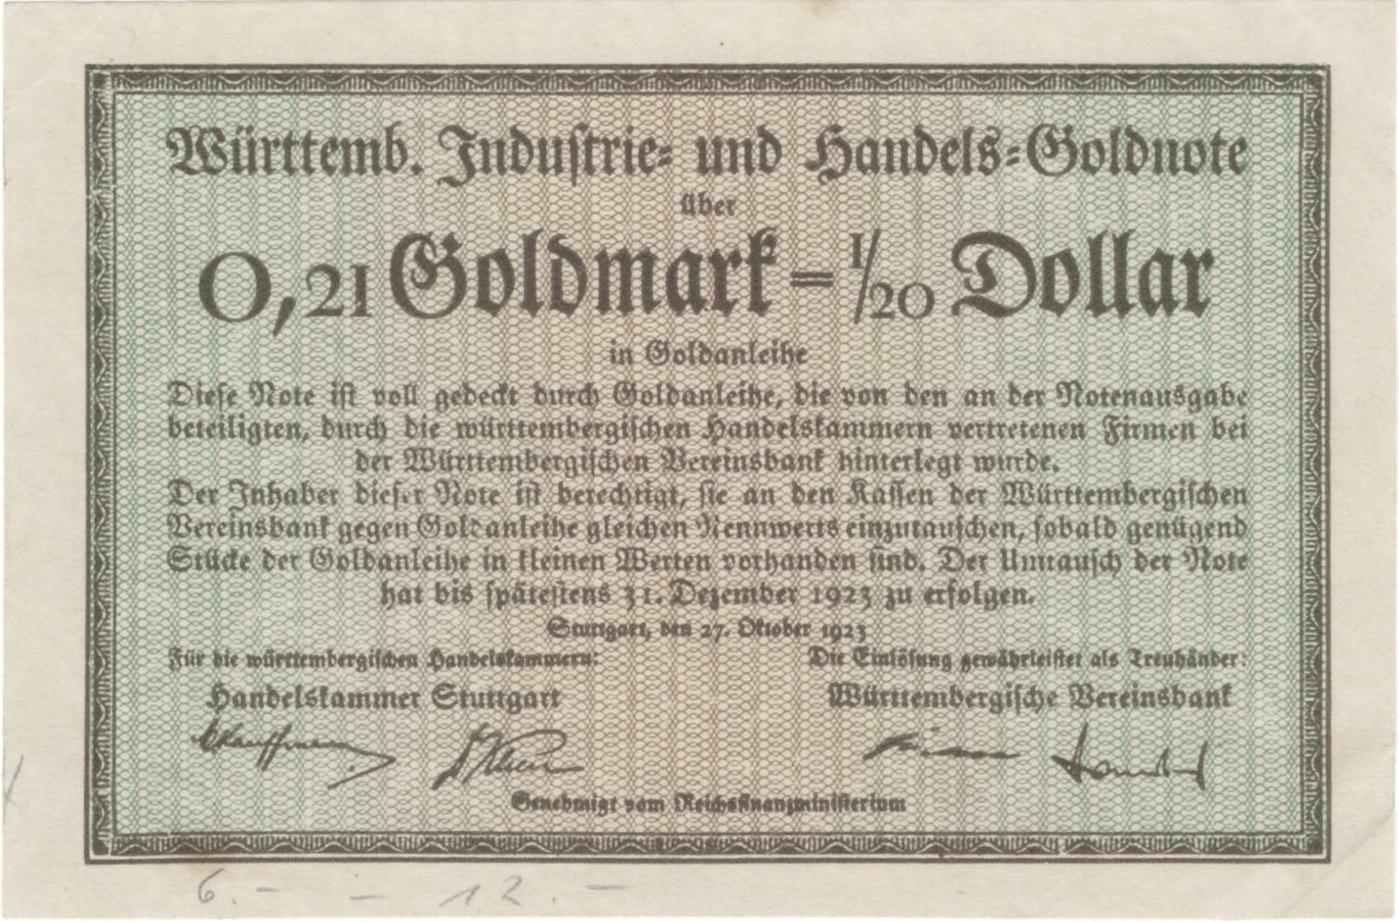 Württemb. Industrie- und Handels-Goldnote
über
0,21 Goldmark = 1/20 Dollar
in Goldanleihe
Diese Note ist voll gedeckt durch Goldanleihe, die von den an der Notenausgabe
beteiligten, durch die württembergischen Handelskammern vertretenen Firmen bei
der Württembergischen Vereinsbank hinterlegt wurde.
Der Inhaber dieser Note ist berechtigt, sie an den Kassen der Württembergischen
Vereinsbank gegen Goldanleihe gleichen Nennwerts einzutauschen, sobald genügend
Stücke der Goldanleihe in kleinen Werten vorhanden sind. Der Umtausch der Note
hat bis spätestens 31. Dezember 1923 zu erfolgen.
Stuttgart, den 27. Oktober 1923
Für die württembergischen Handelskammern:
Handelskammer Stuttgart
Die Einlösung gewährleistet als Treuhänder:
Württembergische Vereinsbank
Genehmigt vom Reichsfinanzministerium
6.- - 12.-